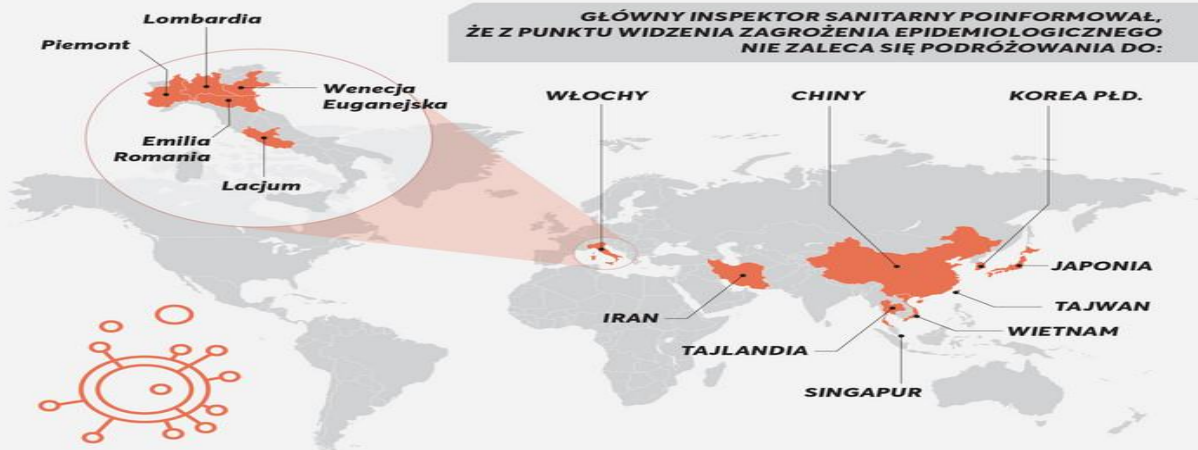 GŁÓWNY INSPEKTOR SANITARNY POINFORMOWAŁ,
ŻE Z PUNKTU WIDZENIA ZAGROŻENIA EPIDEMIOLOGICZNEGO
NIE ZALECA SIĘ PODRÓŻOWANIA DO:
Lombardia
Piemont
Wenecja
Euganejska
Emilia
Romania
Lacjum
WŁOCHY
CHINY
KOREA PŁD.
JAPONIA
IRAN
TAJWAN
WIETNAM
TAJLANDIA
SINGAPUR